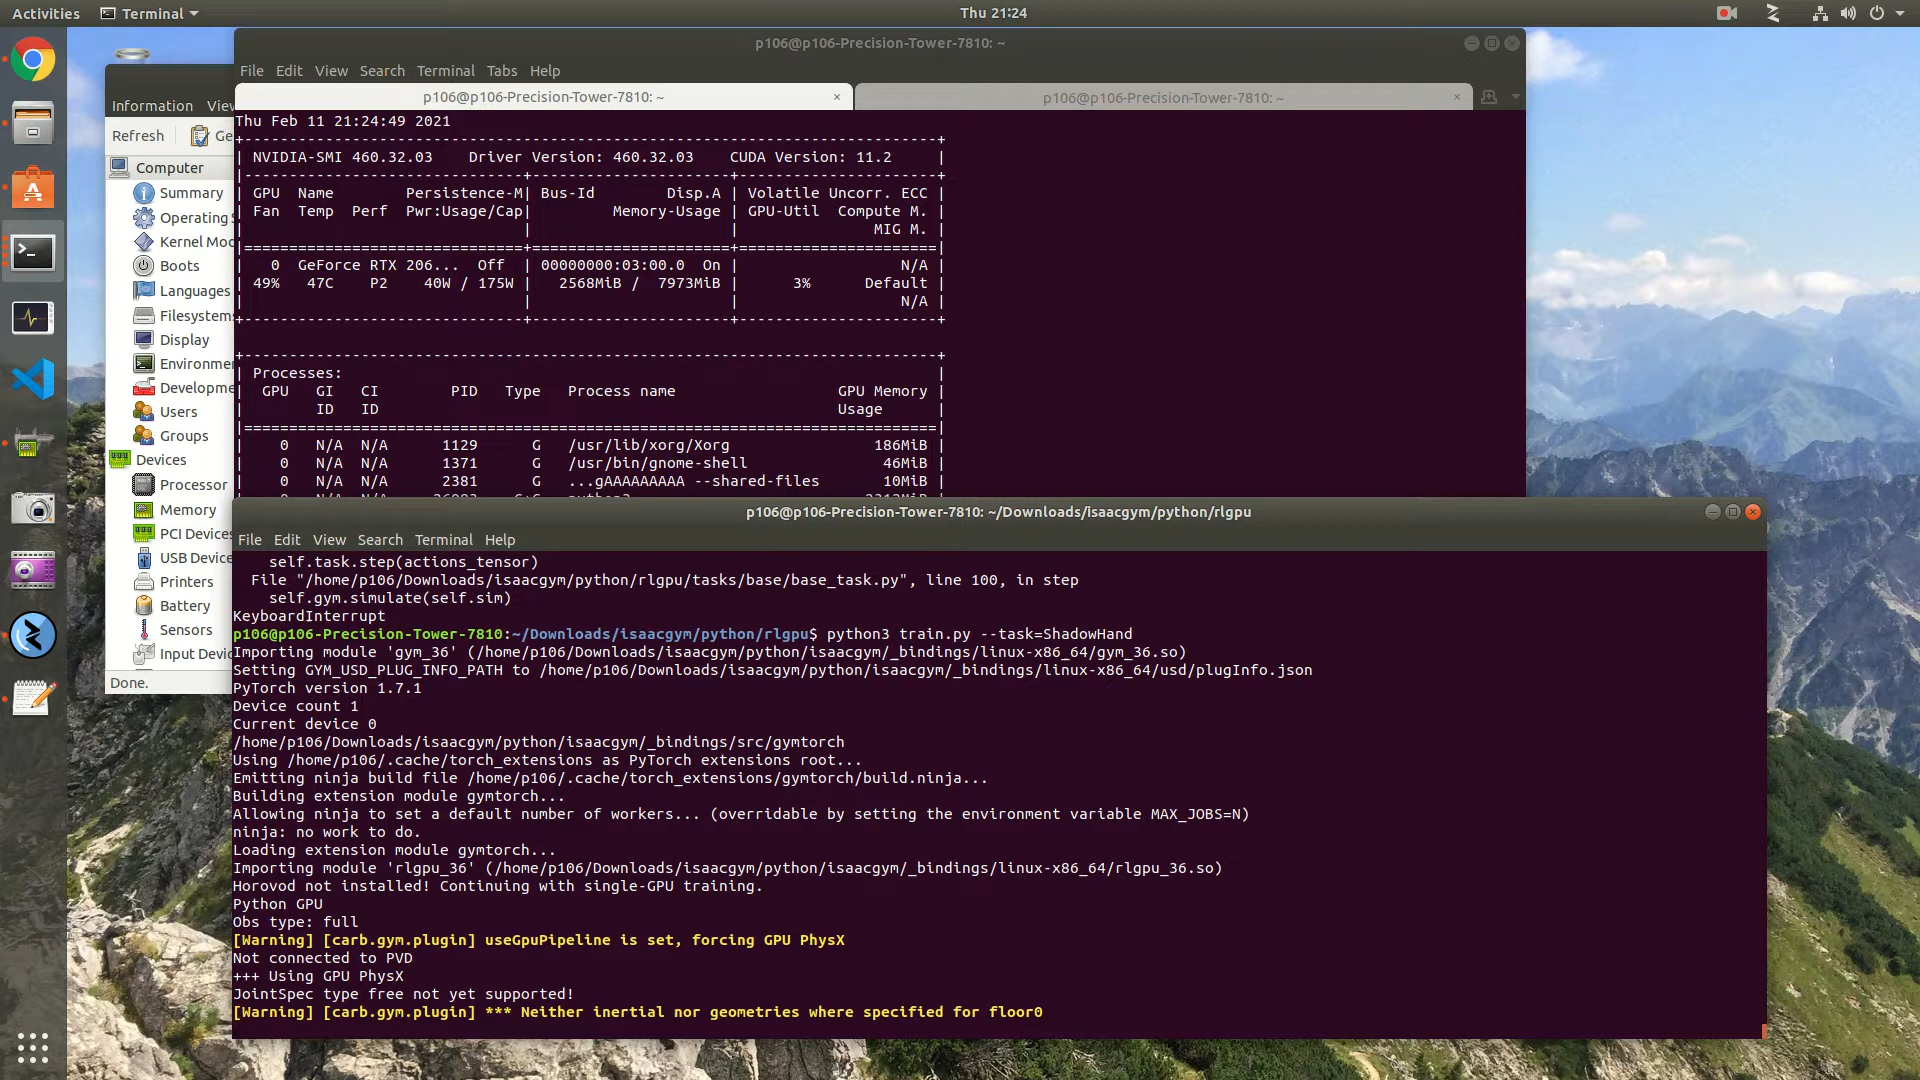 Activities
Terminal
Thu 21:24
p106@p106-Precision-Tower-7810: ~
File Edit View Search Terminal Tabs Help
p106@p106-Precision-Tower-7810: ~ ×
p106@p106-Precision-Tower-7810: ~ ×
Information
Refresh
Computer
Summary
Operating
Kernel
Boots
Languages
Filesystems
Display
Users
Groups
Devices
Processor
Memory
PCI Devices
Printers
Battery
Sensors
Done.
Thu Feb 11 21:24:49 2021
+-----------------------------------------------------------------------------+
| NVIDIA-SMI 460.32.03    Driver Version: 460.32.03    CUDA Version: 11.2     |
|-------------------------------+----------------------+----------------------+
| GPU  Name        Persistence-M| Bus-Id        Disp.A | Volatile Uncorr. ECC |
| Fan  Temp  Perf  Pwr:Usage/Cap|         Memory-Usage | GPU-Util  Compute M. |
|                               |                      |               MIG M. |
|===============================+======================+======================|
|   0  GeForce RTX 206...  Off  | 00000000:03:00.0  On |                  N/A |
| 49%   47C    P2    40W / 175W |   2568MiB /  7973MiB |      3%      Default |
|                               |                      |                  N/A |
+-------------------------------+----------------------+----------------------+
+-----------------------------------------------------------------------------+
| Processes:                                                                  |
|  GPU   GI   CI        PID   Type   Process name                  GPU Memory |
|        ID   ID                                                   Usage      |
|=============================================================================|
|    0   N/A  N/A      1129      G   /usr/lib/xorg/Xorg                186MiB |
|    0   N/A  N/A      1371      G   /usr/bin/gnome-shell               46MiB |
|    0   N/A  N/A      2381      G   ...gAAAAAAAAA --shared-files       10MiB |
p106@p106-Precision-Tower-7810: ~/Downloads/isaacgym/python/rlgpu
File Edit View Search Terminal Help
    self.task.step(actions_tensor)
  File "/home/p106/Downloads/isaacgym/python/rlgpu/tasks/base/base_task.py", line 100, in step
    self.gym.simulate(self.sim)
KeyboardInterrupt
p106@p106-Precision-Tower-7810:~/Downloads/isaacgym/python/rlgpu$ python3 train.py --task=ShadowHand
Importing module 'gym_36' (/home/p106/Downloads/isaacgym/python/isaacgym/_bindings/linux-x86_64/gym_36.so)
Setting GYM_USD_PLUG_INFO_PATH to /home/p106/Downloads/isaacgym/python/isaacgym/_bindings/linux-x86_64/usd/plugInfo.json
PyTorch version 1.7.1
Device count 1
Current device 0
/home/p106/Downloads/isaacgym/python/isaacgym/_bindings/src/gymtorch
Using /home/p106/.cache/torch_extensions as PyTorch extensions root...
Emitting ninja build file /home/p106/.cache/torch_extensions/gymtorch/build.ninja...
Building extension module gymtorch...
Allowing ninja to set a default number of workers... (overridable by setting the environment variable MAX_JOBS=N)
ninja: no work to do.
Loading extension module gymtorch...
Importing module 'rlgpu_36' (/home/p106/Downloads/isaacgym/python/isaacgym/_bindings/linux-x86_64/rlgpu_36.so)
Horovod not installed! Continuing with single-GPU training.
Python GPU
Obs type: full
[Warning] [carb.gym.plugin] useGpuPipeline is set, forcing GPU PhysX
Not connected to PVD
+++ Using GPU PhysX
JointSpec type free not yet supported!
[Warning] [carb.gym.plugin] *** Neither inertial nor geometries where specified for floor0